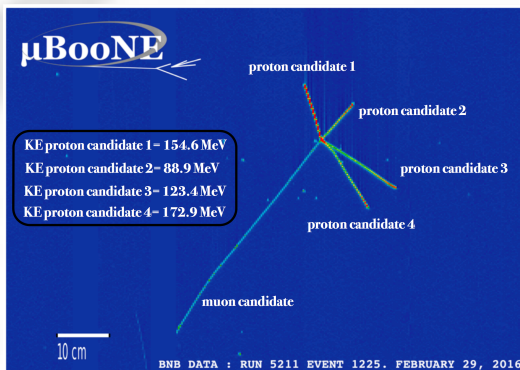 μBooNE
proton candidate 1
proton candidate 2
KE proton candidate 1= 154.6 MeV
KE proton candidate 2= 88.9 MeV
KE proton candidate 3= 123.4 MeV
KE proton candidate 4= 172.9 MeV
proton candidate 3
proton candidate 4
muon candidate
10 cm
BNB DATA : RUN 5211 EVENT 1225. FEBRUARY 29, 2016